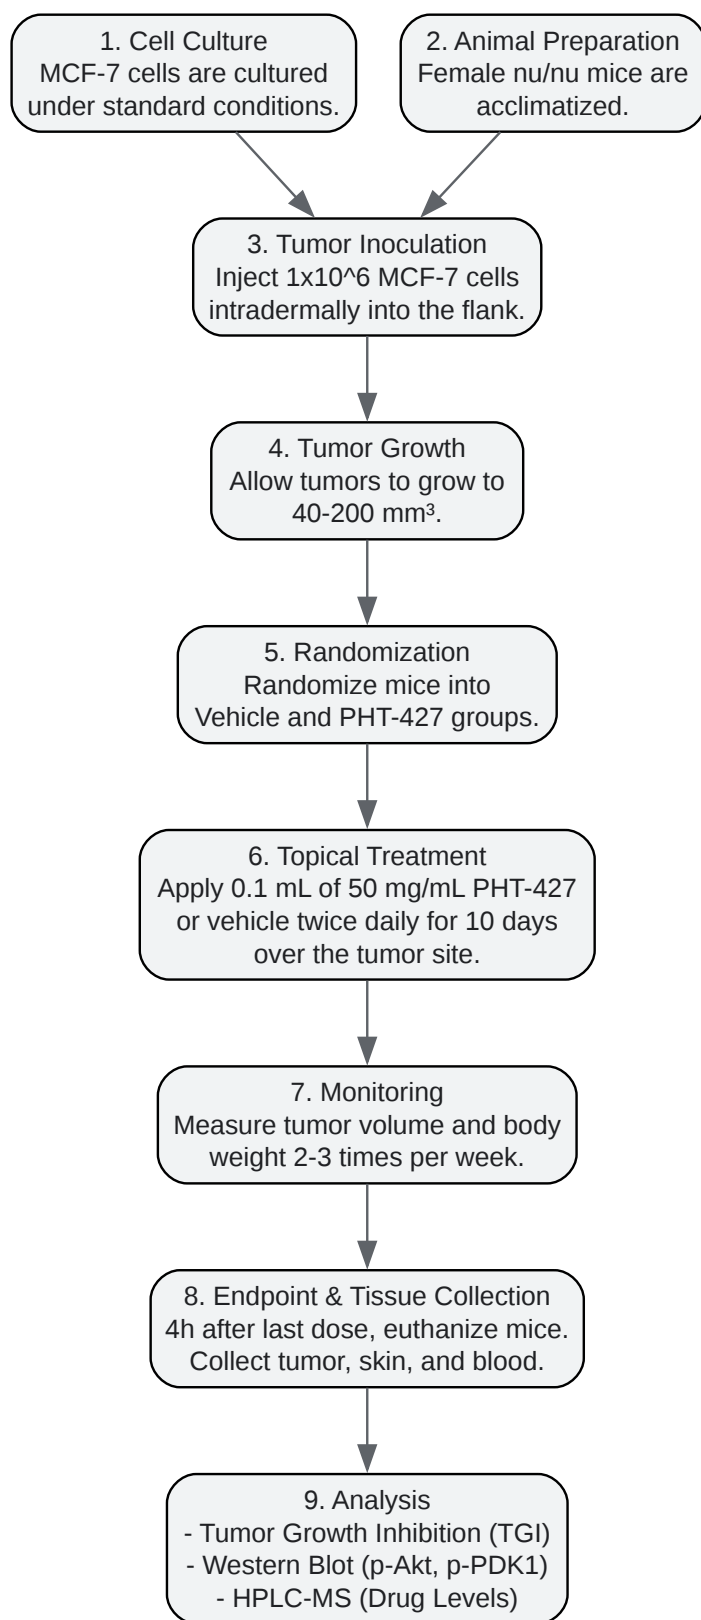 1. Cell Culture
MCF-7 cells are cultured
under standard conditions.
2. Animal Preparation
Female nu/nu mice are
acclimatized.
3. Tumor Inoculation
Inject 1x10^6 MCF-7 cells
intradermally into the flank.
4. Tumor Growth
Allow tumors to grow to
40-200 mm³.
5. Randomization
Randomize mice into
Vehicle and PHT-427 groups.
6. Topical Treatment
Apply 0.1 mL of 50 mg/mL PHT-427
or vehicle twice daily for 10 days
over the tumor site.
7. Monitoring
Measure tumor volume and body
weight 2-3 times per week.
8. Endpoint & Tissue Collection
4h after last dose, euthanize mice.
Collect tumor, skin, and blood.
9. Analysis
- Tumor Growth Inhibition (TGI)
- Western Blot (p-Akt, p-PDK1)
- HPLC-MS (Drug Levels)